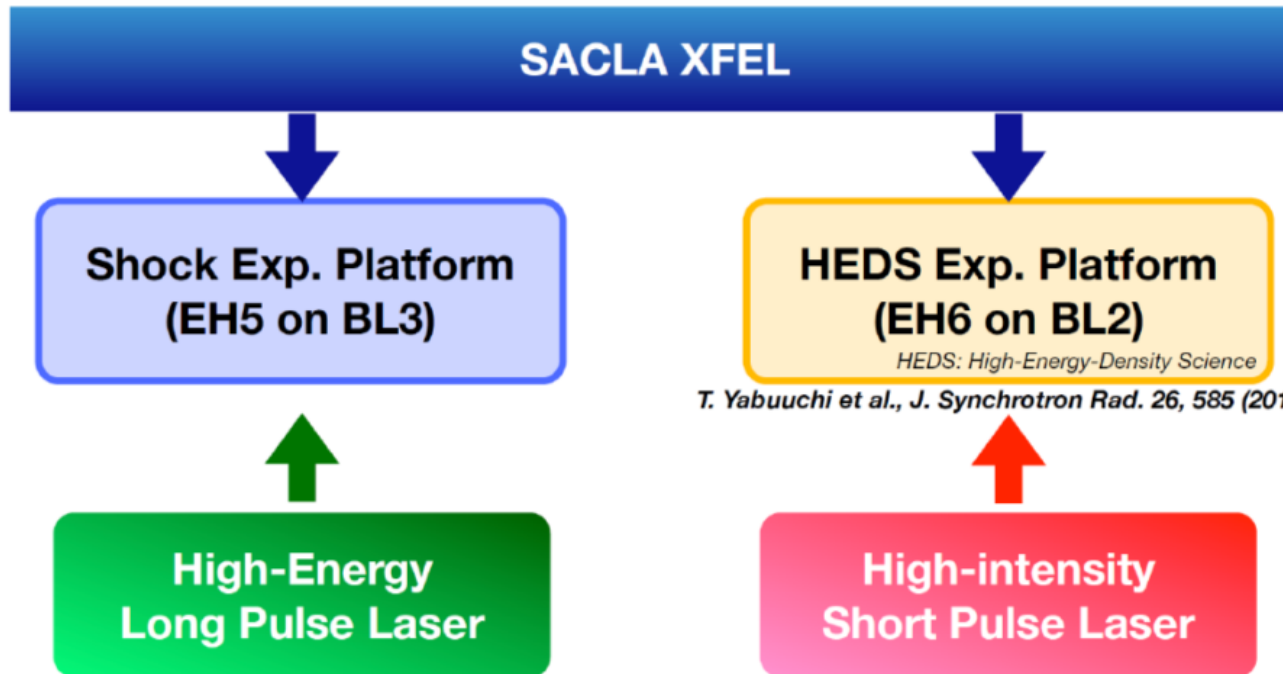 SACLA XFEL
Shock Exp. Platform
(EH5 on BL3)
HEDS Exp. Platform
(EH6 on BL2)
HEDS: High-Energy-Density Science
T. Yabuuchi et al., J. Synchrotron Rad. 26, 585 (201
High-Energy
Long Pulse Laser
High-intensity
Short Pulse Laser